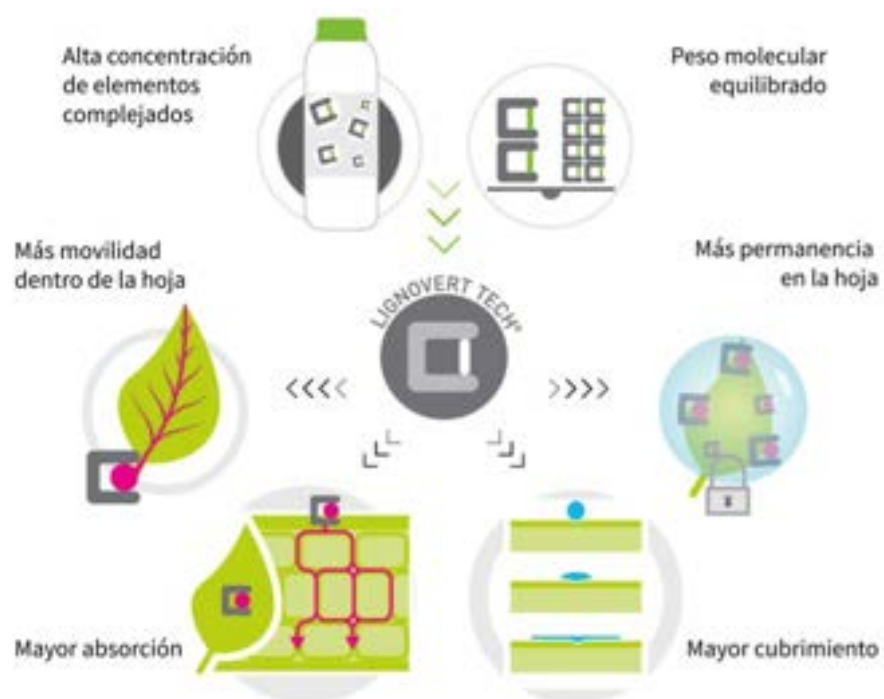 Alta concentración
de elementos
complejados
Peso molecular
equilibrado
Más movilidad
dentro de la hoja
Más permanencia
en la hoja
LIGNOVERT TECH®
Mayor absorción
Mayor cubrimiento